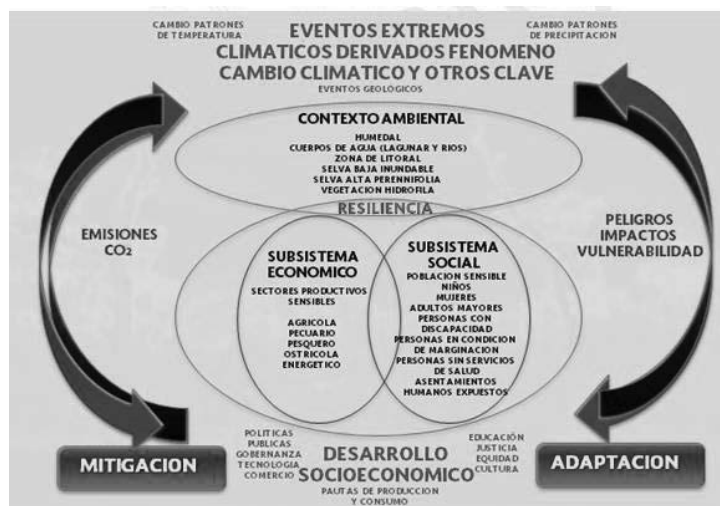 CAMBIO PATRONES
DE TEMPERATURA
EVENTOS EXTREMOS
CLIMATICOS DERIVADOS FENOMENO
CAMBIO CLIMATICO Y OTROS CLAVE
EVENTOS GEOLÓGICOS
CAMBIO PATRONES
DE PRECIPITACION
CONTEXTO AMBIENTAL
HUMEDAL
CUERPOS DE AGUA (LAGUNAR Y RIOS)
ZONA DE LITORAL
SELVA BAJA INUNDABLE
SELVA ALTA PERENNIFOLIA
VEGETACION HIDROFILA
RESILIENCIA
EMISIONES
CO2
SUBSISTEMA
ECONOMICO
SECTORES PRODUCTIVOS
SENSIBLES
AGRICOLA
PECUARIO
PESQUERO
OSTRICOLA
ENERGETICO
SUBSISTEMA
SOCIAL
POBLACION SENSIBLE
NIÑOS
MUJERES
ADULTOS MAYORES
PERSONAS CON
DISCAPACIDAD
PERSONAS EN CONDICION
DE MARGINACION
PERSONAS SIN SERVICIOS
DE SALUD
ASENTAMIENTOS
HUMANOS EXPUESTOS
PELIGROS
IMPACTOS
VULNERABILIDAD
MITIGACION
POLITICAS
PUBLICAS
GOBERNANZA
TECNOLOGIA
COMERCIO
DESARROLLO
SOCIOECONOMICO
PAUTAS DE PRODUCCION
Y CONSUMO
EDUCACIÓN
JUSTICIA
EQUIDAD
CULTURA
ADAPTACION